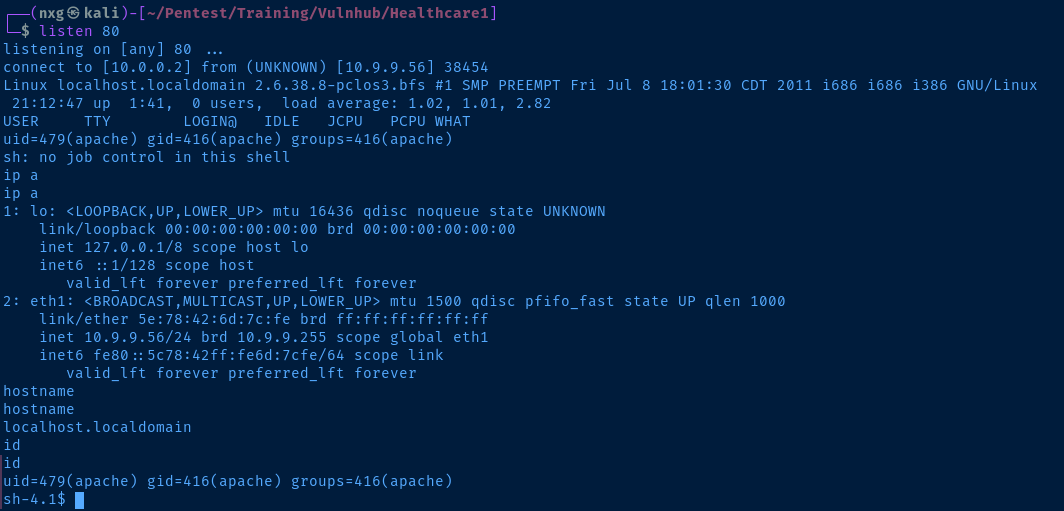 ┌──(nxg㉿kali)-[~/Pentest/Training/Vulnhub/Healthcare1]
└─$ listen 80
listening on [any] 80 ...
connect to [10.0.0.2] from (UNKNOWN) [10.9.9.56] 38454
Linux localhost.localdomain 2.6.38.8-pclos3.bfs #1 SMP PREEMPT Fri Jul 8 18:01:30 CDT 2011 i686 i686 i386 GNU/Linux
 21:12:47 up  1:41,  0 users,  load average: 1.02, 1.01, 2.82
USER     TTY        LOGIN@   IDLE   JCPU   PCPU WHAT
uid=479(apache) gid=416(apache) groups=416(apache)
sh: no job control in this shell
ip a
ip a
1: lo: <LOOPBACK,UP,LOWER_UP> mtu 16436 qdisc noqueue state UNKNOWN
    link/loopback 00:00:00:00:00:00 brd 00:00:00:00:00:00
    inet 127.0.0.1/8 scope host lo
    inet6 ::1/128 scope host
       valid_lft forever preferred_lft forever
2: eth1: <BROADCAST,MULTICAST,UP,LOWER_UP> mtu 1500 qdisc pfifo_fast state UP qlen 1000
    link/ether 5e:78:42:6d:7c:fe brd ff:ff:ff:ff:ff:ff
    inet 10.9.9.56/24 brd 10.9.9.255 scope global eth1
    inet6 fe80::5c78:42ff:fe6d:7cfe/64 scope link
       valid_lft forever preferred_lft forever
hostname
hostname
localhost.localdomain
id
id
uid=479(apache) gid=416(apache) groups=416(apache)
sh-4.1$